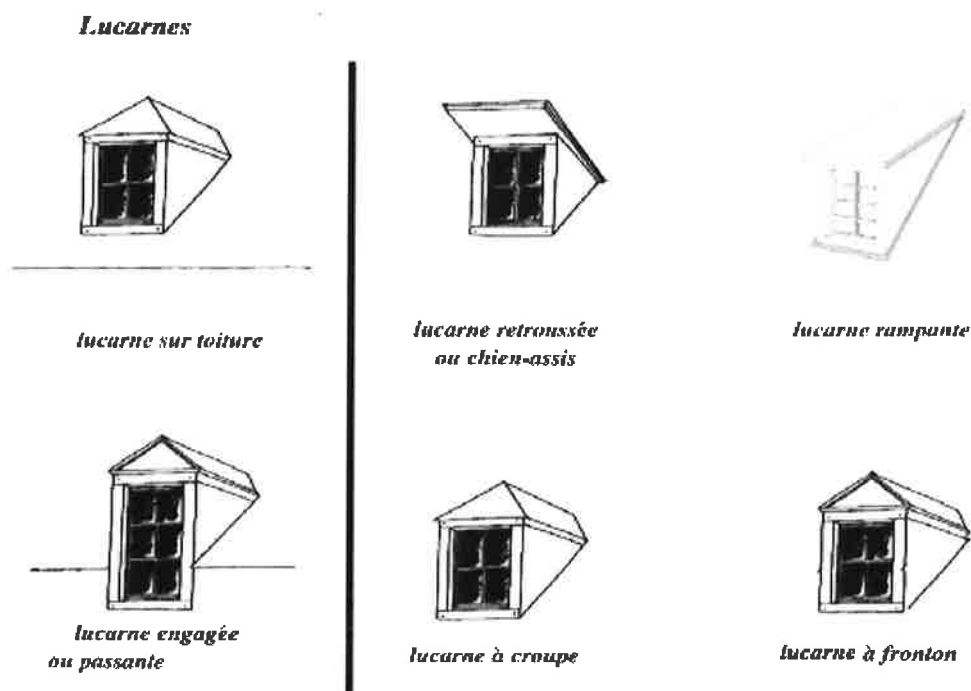 Lucarnes
lucarne sur toiture
lucarne retroussée
ou chien-assis
lucarne rampante
lucarne engagée
ou passante
lucarne à croupe
lucarne à fronton